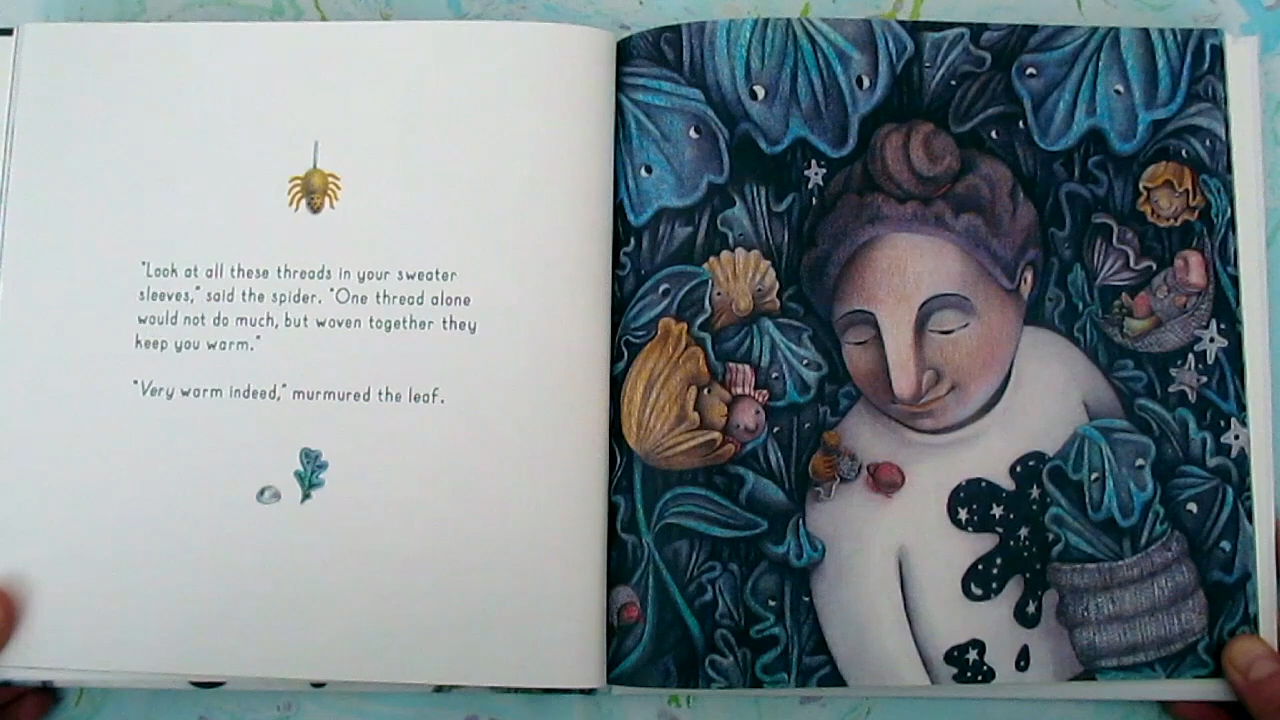 "Look at all these threads in your sweater
sleeves," said the spider. "One thread alone
would not do much, but woven together they
keep you warm."
"Very warm indeed," murmured the leaf.